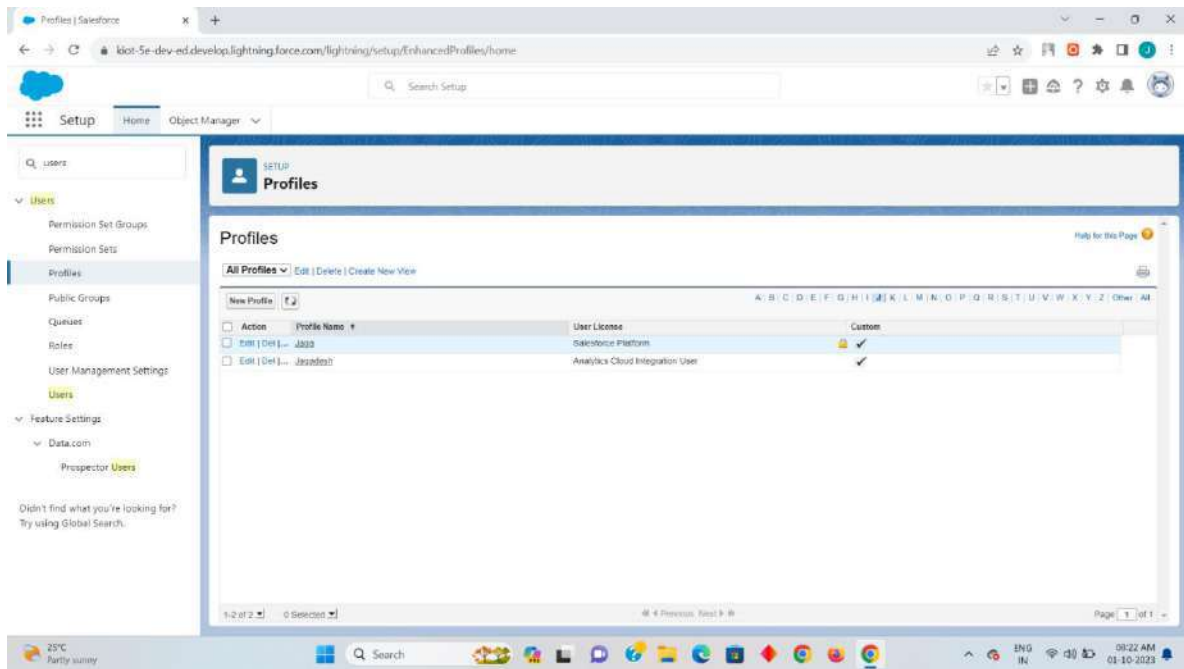 Profiles | Salesforce
kiot-5e-dev-ed.develop.lightning.force.com/lightning/setup/EnhancedProfiles/home
J
Search Setup
Setup Home Object Manager
users
Users
Permission Set Groups
Permission Sets
Profiles
Public Groups
Queues
Roles
User Management Settings
Users
Feature Settings
Data.com
Prospector Users
Didn't find what you're looking for?
Try using Global Search.
SETUP
Profiles
Profiles
Help for this Page
All Profiles Edit | Delete | Create New View
New Profile A | B | C | D | E | F | G | H | I | J | K | L | M | N | O | P | Q | R | S | T | U | V | W | X | Y | Z | Other | All
Action Profile Name User License Custom
Edit | Del | ... Jaga Salesforce Platform
Edit | Del | ... Jagadesh Analytics Cloud Integration User
1-2 of 2 0 Selected Previous Next Page 1 of 1
25°C
Partly sunny
Search
ENG
IN
08:22 AM
01-10-2023